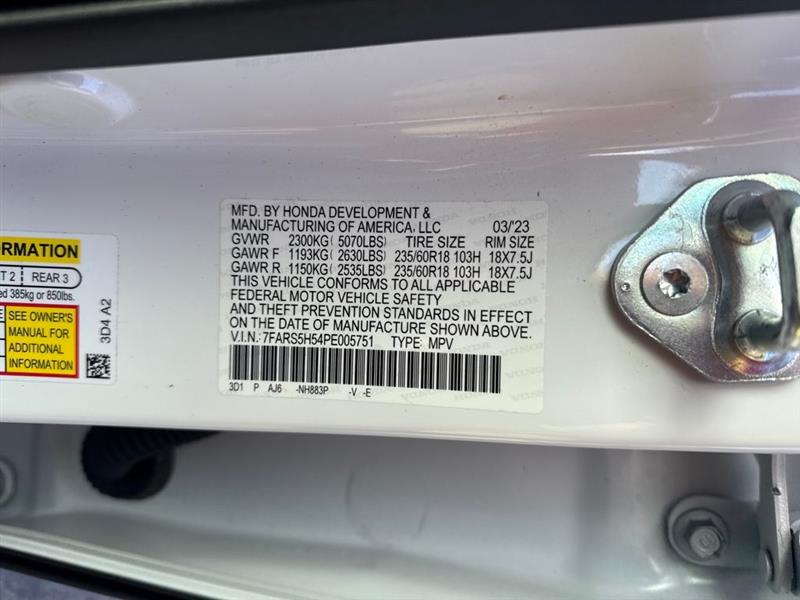 ORMATION
T 2 REAR 3
ed 385kg or 850lbs.
SEE OWNER'S
MANUAL FOR
ADDITIONAL
INFORMATION
3D4 A2
MFD. BY HONDA DEVELOPMENT &
MANUFACTURING OF AMERICA, LLC 03/'23
GVWR 2300KG( 5070LBS) TIRE SIZE RIM SIZE
GAWR F 1193KG( 2630LBS) 235/60R18 103H 18X7.5J
GAWR R 1150KG( 2535LBS) 235/60R18 103H 18X7.5J
THIS VEHICLE CONFORMS TO ALL APPLICABLE
FEDERAL MOTOR VEHICLE SAFETY
AND THEFT PREVENTION STANDARDS IN EFFECT
ON THE DATE OF MANUFACTURE SHOWN ABOVE.
V.I.N.: 7FARS5H54PE005751 TYPE: MPV
3D1 P AJ6 -NH883P -V -E